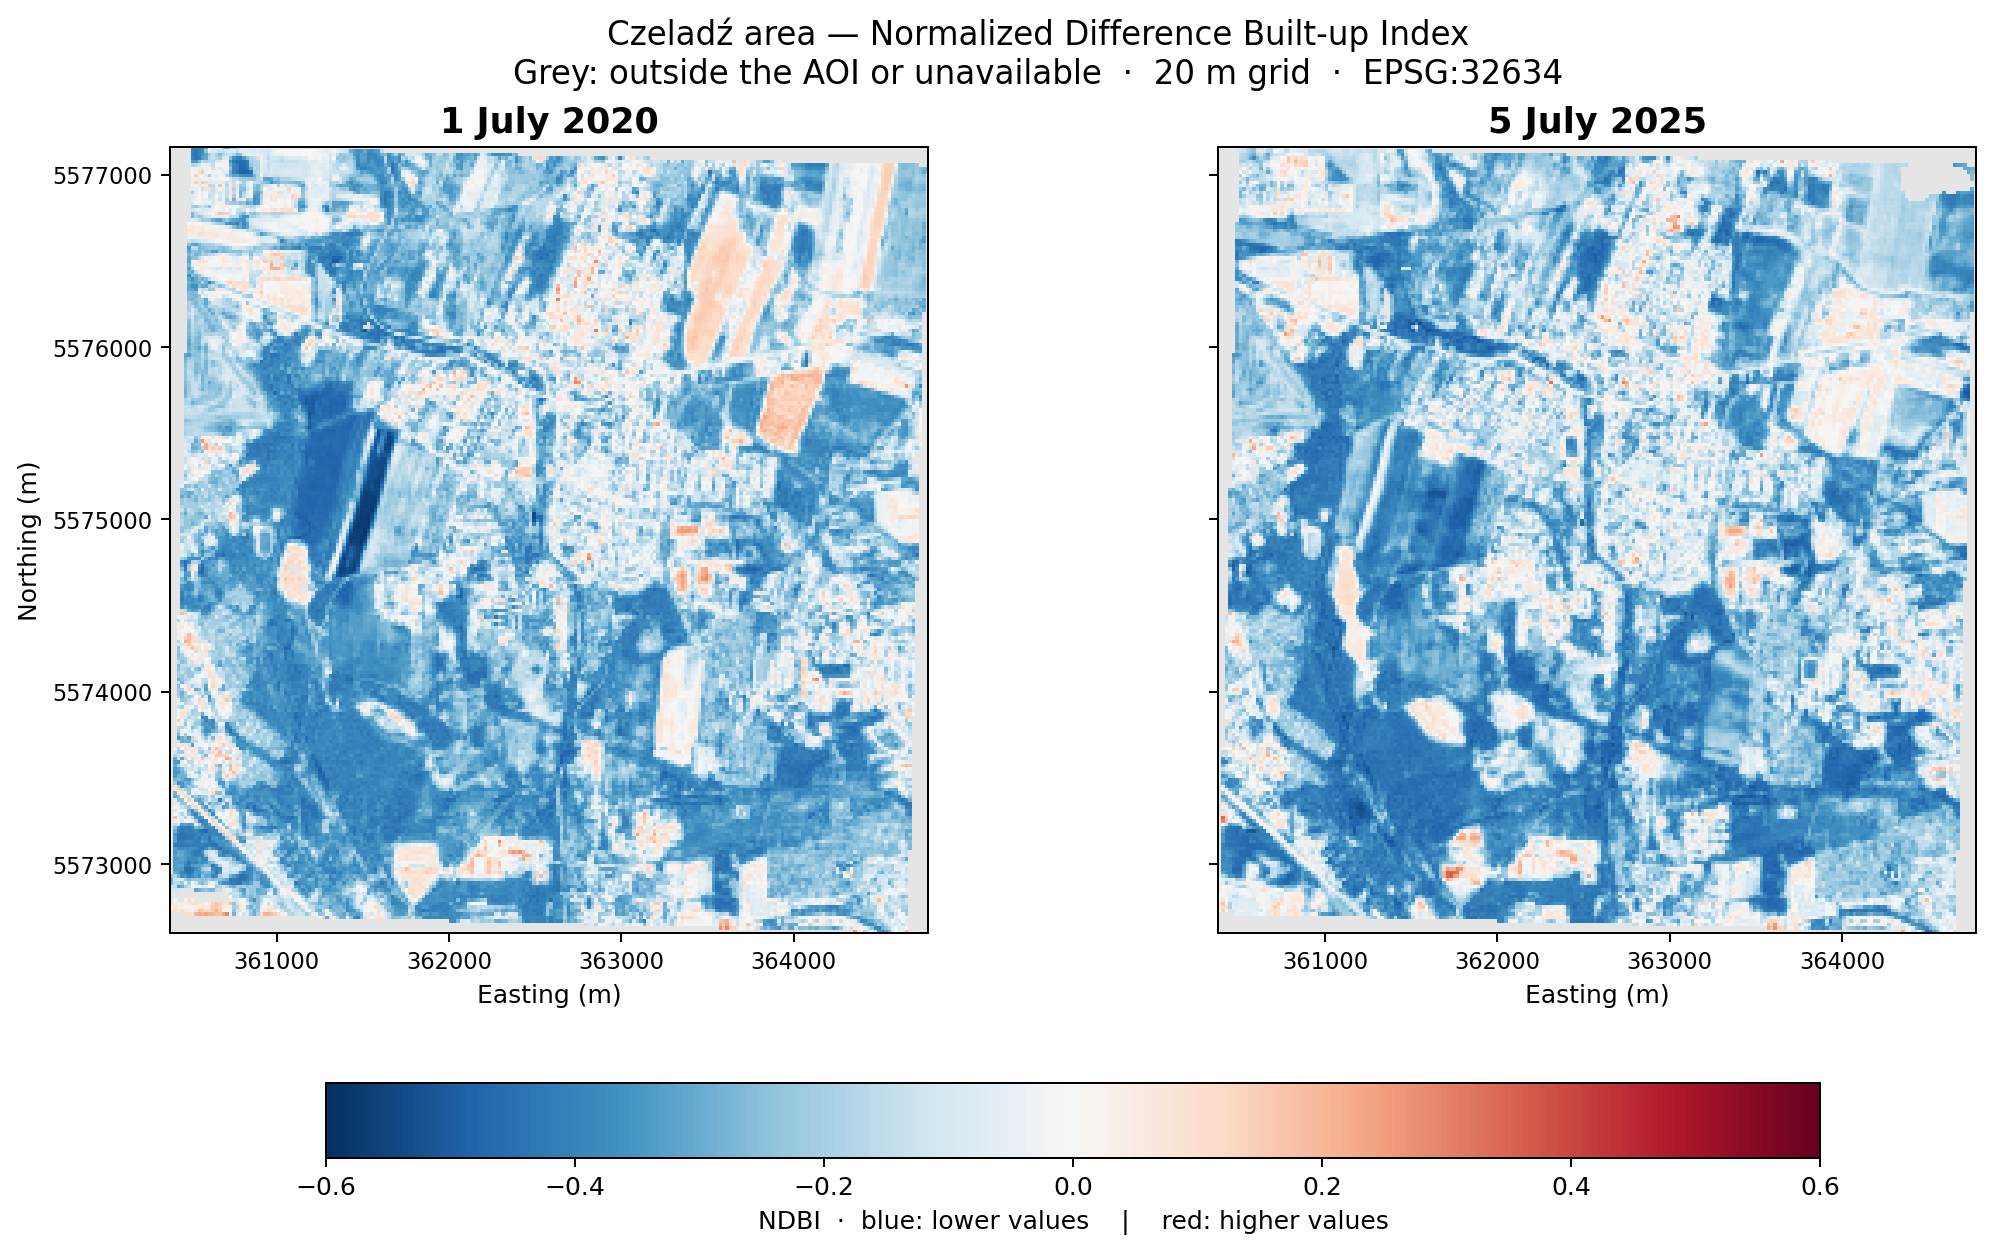 Czeladź area — Normalized Difference Built-up Index
Grey: outside the AOI or unavailable · 20 m grid · EPSG:32634
1 July 2020
5 July 2025
5577000
5576000
5575000
5574000
5573000
Northing (m)
361000 362000 363000 364000
361000 362000 363000 364000
Easting (m)
Easting (m)
−0.6 −0.4 −0.2 0.0 0.2 0.4 0.6
NDBI · blue: lower values | red: higher values